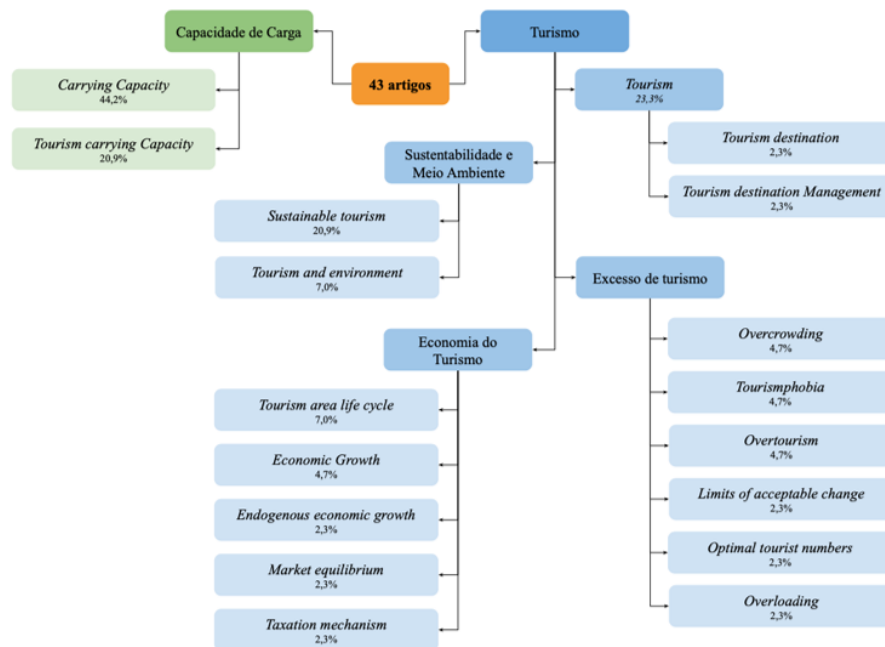 Capacidade de Carga
Turismo
43 artigos
Carrying Capacity
44,2%
Tourism carrying Capacity
20,9%
Tourism
23,3%
Tourism destination
2,3%
Tourism destination Management
2,3%
Sustentabilidade e
Meio Ambiente
Sustainable tourism
20,9%
Tourism and environment
7,0%
Excesso de turismo
Overcrowding
4,7%
Tourismphobia
4,7%
Overtourism
4,7%
Limits of acceptable change
2,3%
Optimal tourist numbers
2,3%
Overloading
2,3%
Economia do
Turismo
Tourism area life cycle
7,0%
Economic Growth
4,7%
Endogenous economic growth
2,3%
Market equilibrium
2,3%
Taxation mechanism
2,3%